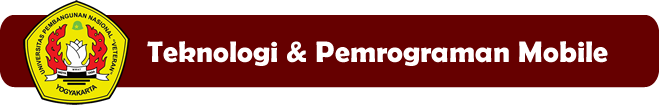 UNIVERSITAS PEMBANGUNAN NASIONAL "VETERAN"
YOGYAKARTA
Teknologi & Pemrograman Mobile